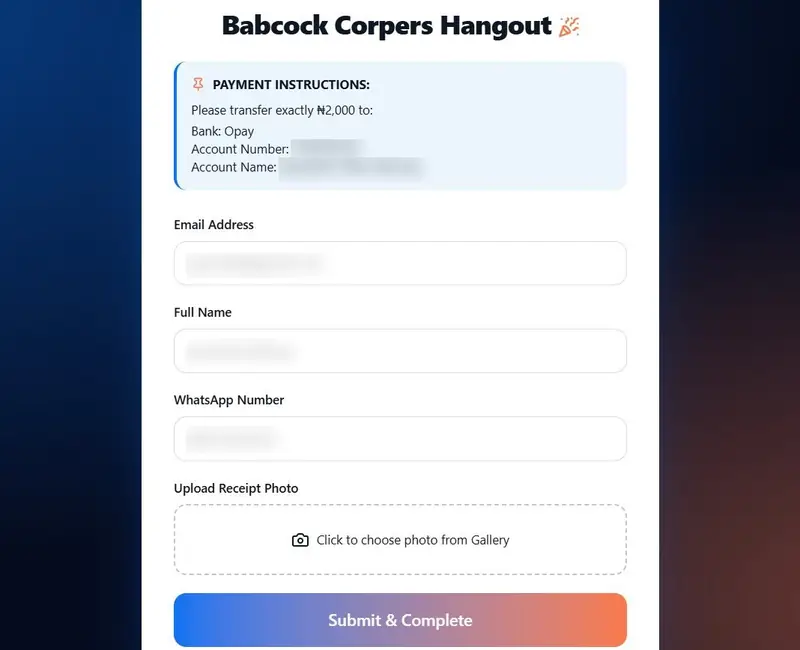 Babcock Corpers Hangout
PAYMENT INSTRUCTIONS:
Please transfer exactly ₦2,000 to:
Bank: Opay
Account Number:
Account Name:
Email Address
Full Name
WhatsApp Number
Upload Receipt Photo
Click to choose photo from Gallery
Submit & Complete